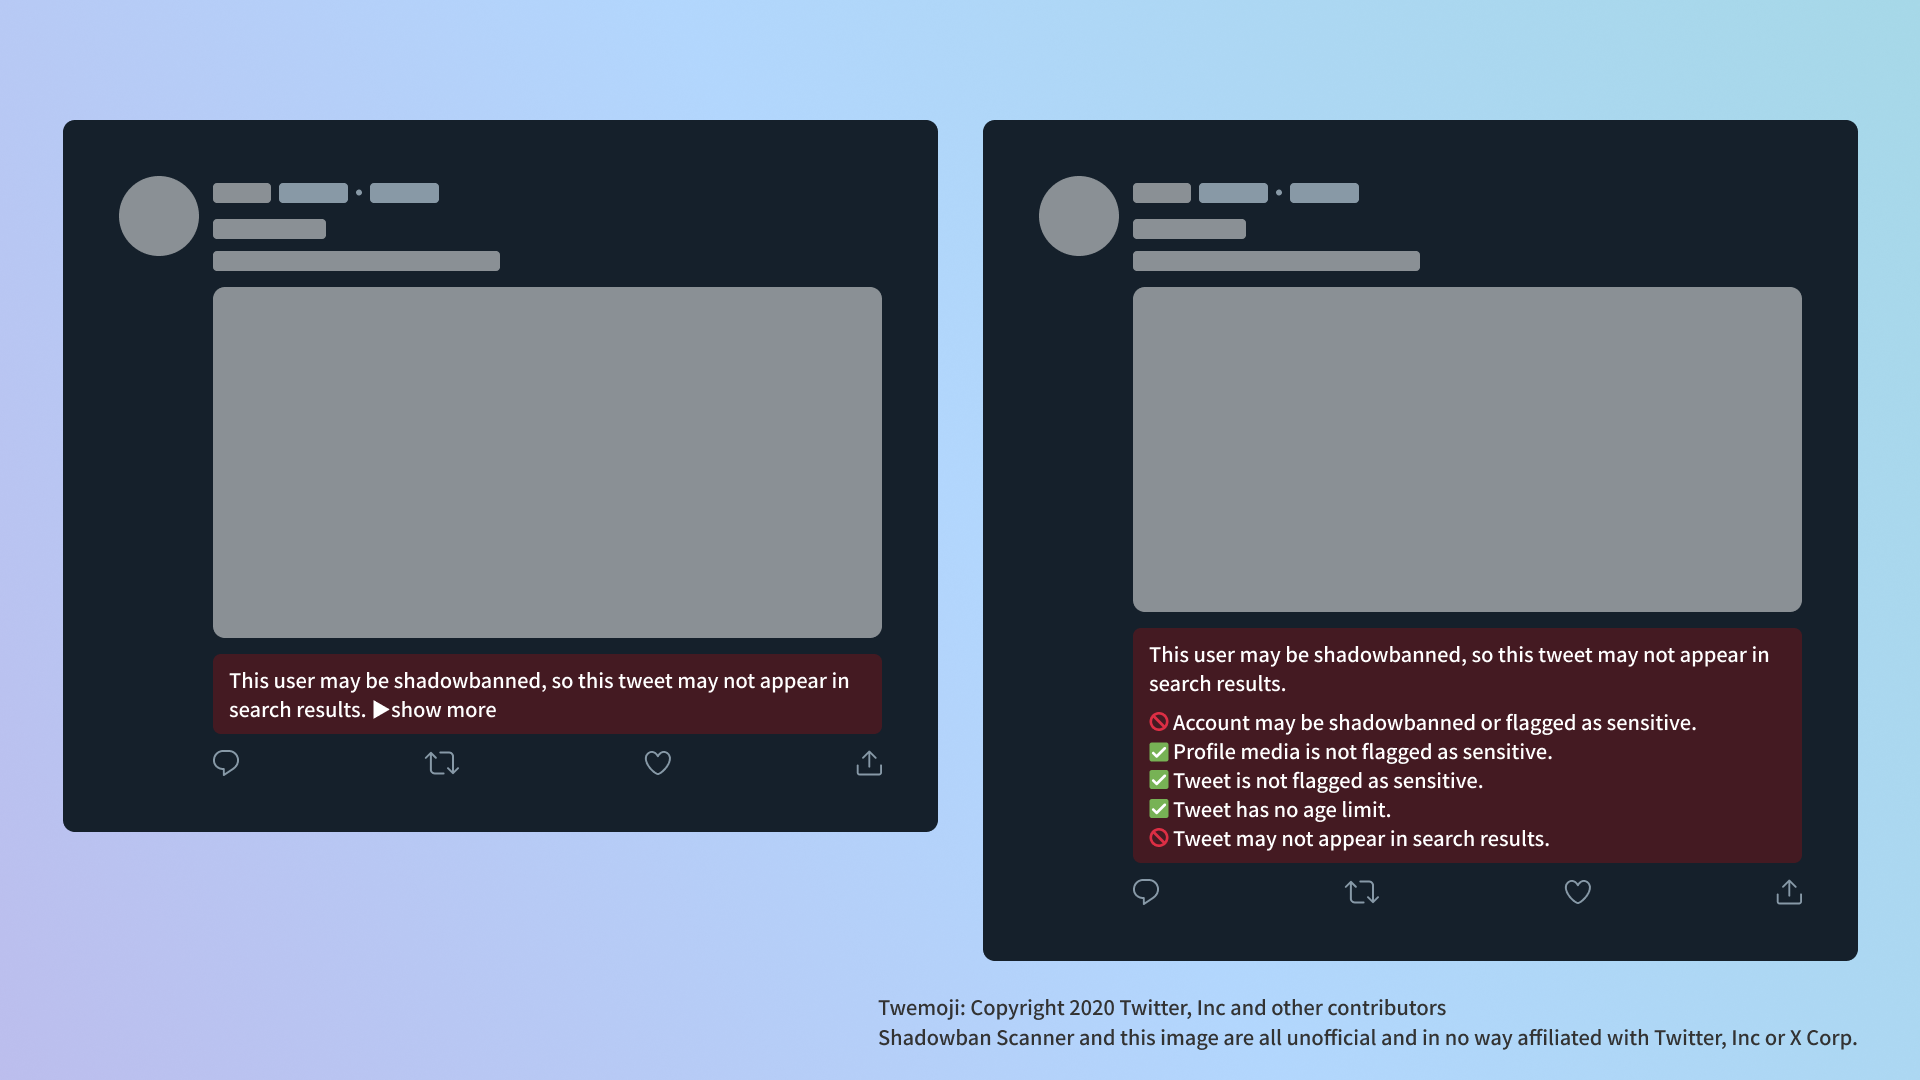 This user may be shadowbanned, so this tweet may not appear in
search results. ▶show more
This user may be shadowbanned, so this tweet may not appear in
search results.
🚫 Account may be shadowbanned or flagged as sensitive.
✅ Profile media is not flagged as sensitive.
✅ Tweet is not flagged as sensitive.
✅ Tweet has no age limit.
🚫 Tweet may not appear in search results.
Twemoji: Copyright 2020 Twitter, Inc and other contributors
Shadowban Scanner and this image are all unofficial and in no way affiliated with Twitter, Inc or X Corp.